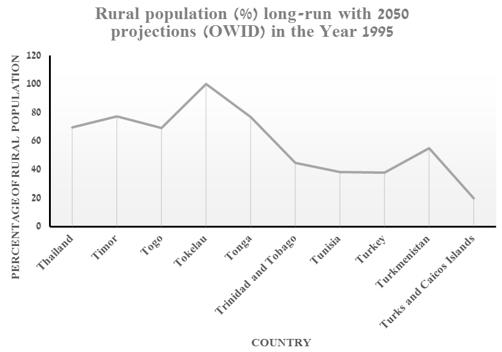 Rural population (%) long-run with 2050
projections (OWID) in the Year 1995
PERCENTAGE OF RURAL POPULATION
120
100
80
60
40
20
0
Thailand
Timor
Togo
Tokelau
Tonga
Trinidad and Tobago
Tunisia
Turkey
Turkmenistan
Turks and Caicos Islands
COUNTRY